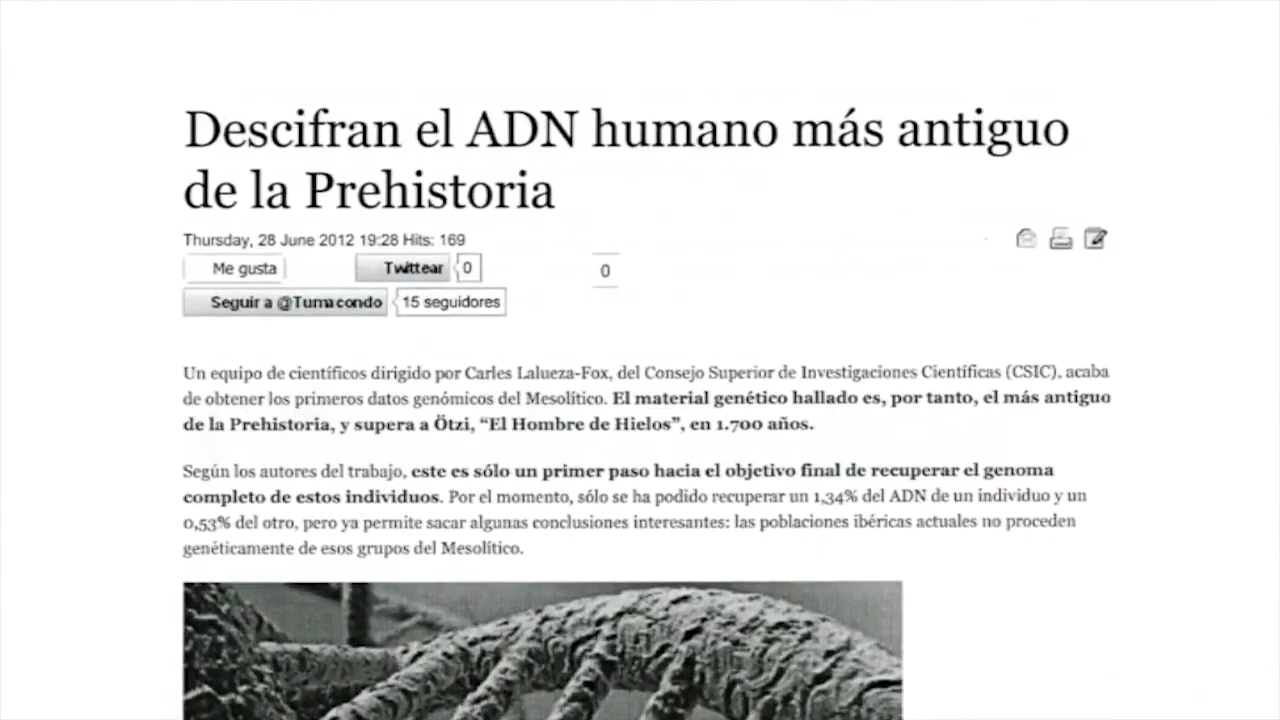 Descifran el ADN humano más antiguo
de la Prehistoria
Thursday, 28 June 2012 19:28 Hits: 169
Me gusta
Twittear
0
0
Seguir a @Tumacondo
15 seguidores
Un equipo de científicos dirigido por Carles Lalueza-Fox, del Consejo Superior de Investigaciones Científicas (CSIC), acaba
de obtener los primeros datos genómicos del Mesolítico. El material genético hallado es, por tanto, el más antiguo
de la Prehistoria, y supera a Ötzi, “El Hombre de Hielos”, en 1.700 años.
Según los autores del trabajo, este es sólo un primer paso hacia el objetivo final de recuperar el genoma
completo de estos individuos. Por el momento, sólo se ha podido recuperar un 1,34% del ADN de un individuo y un
0,53% del otro, pero ya permite sacar algunas conclusiones interesantes: las poblaciones ibéricas actuales no proceden
genéticamente de esos grupos del Mesolítico.